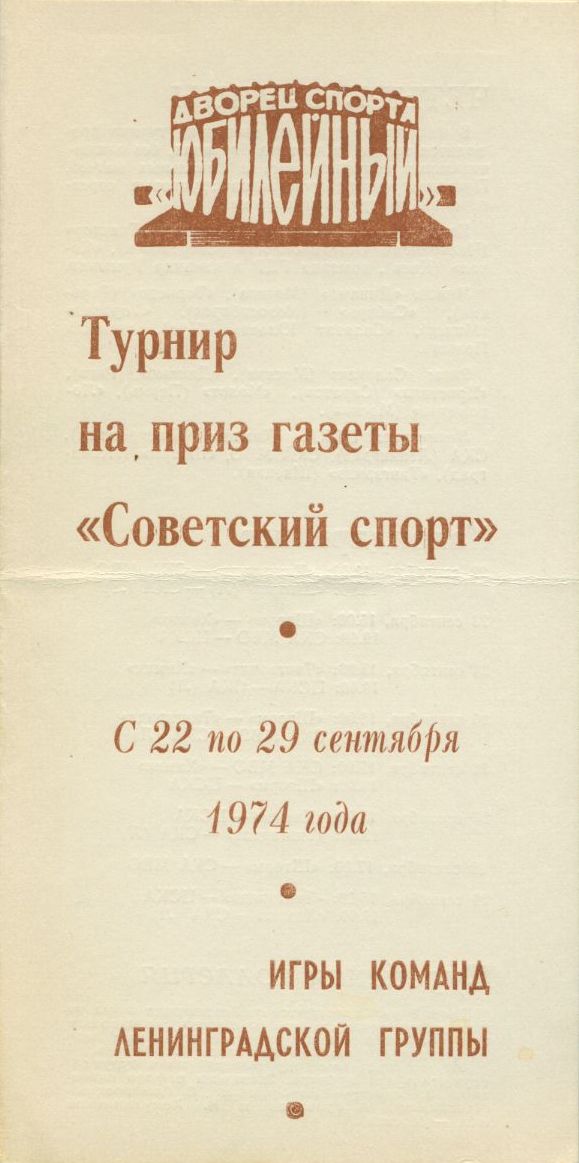 ДВОРЕЦ СПОРТА
«ЮБИЛЕЙНЫЙ»
Турнир
на приз газеты
«Советский спорт»
С 22 по 29 сентября
1974 года
ИГРЫ КОМАНД
ЛЕНИНГРАДСКОЙ ГРУППЫ